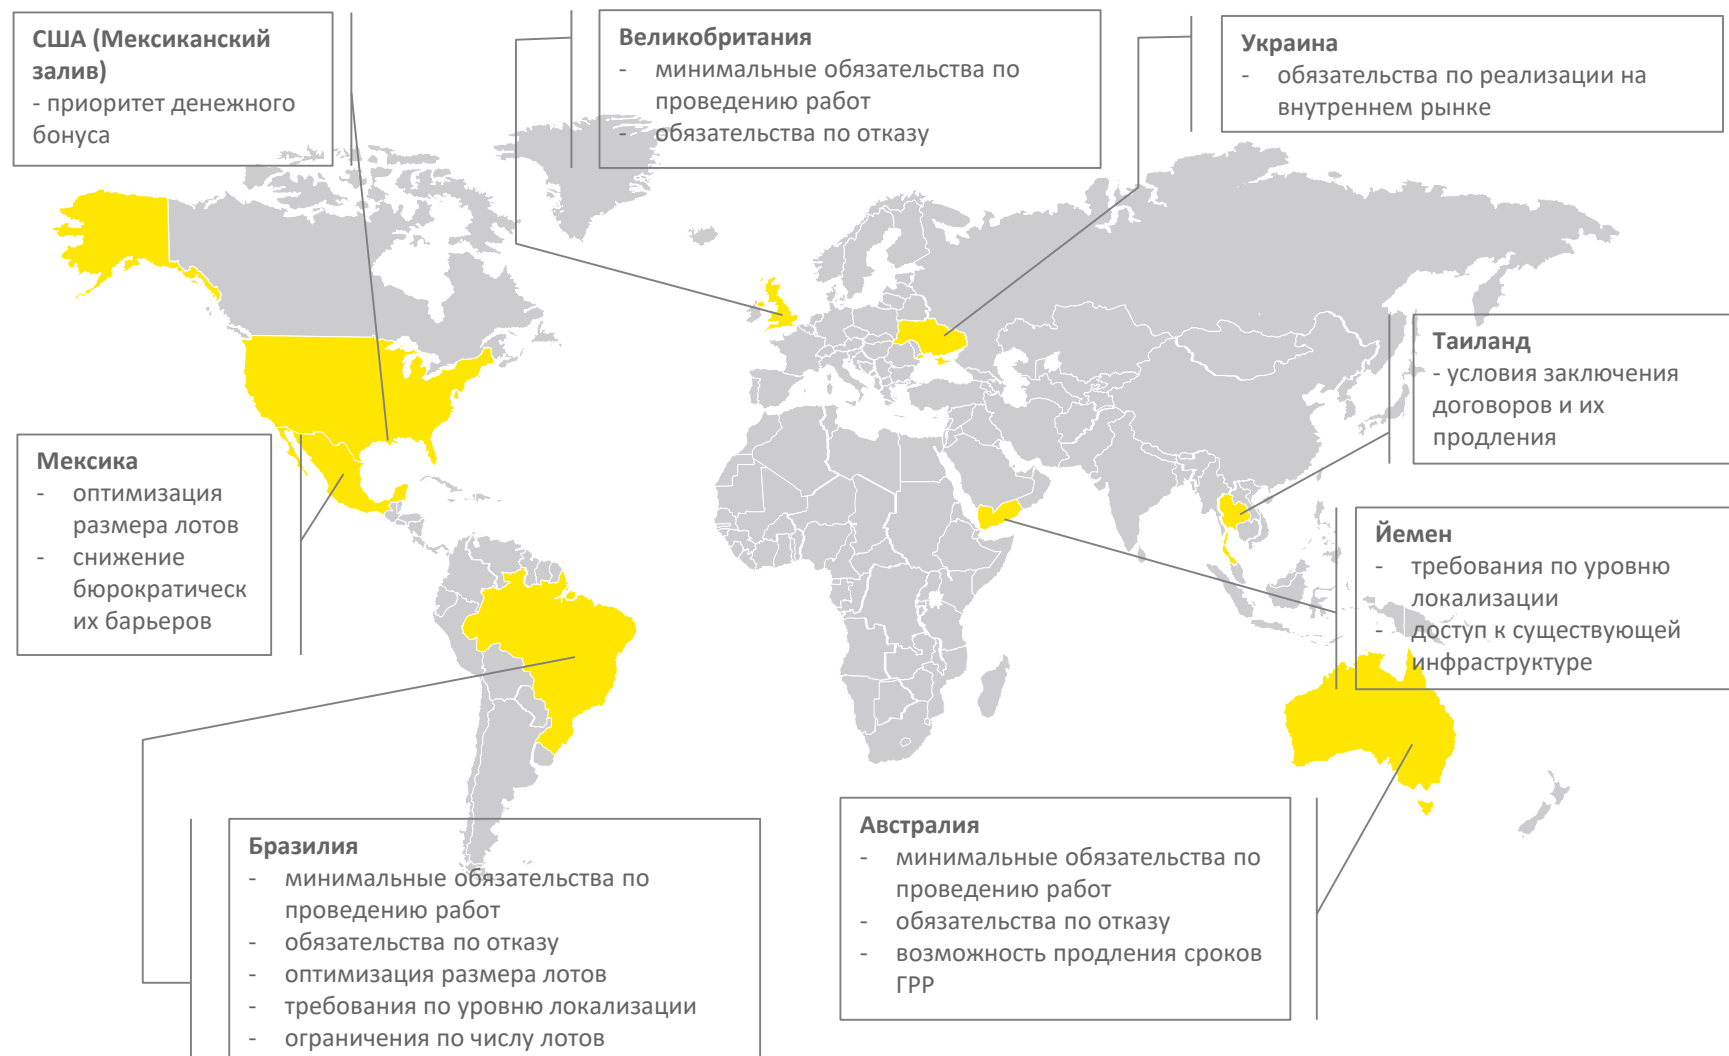 США (Мексиканский
залив)
- приоритет денежного
бонуса
Великобритания
- минимальные обязательства по
проведению работ
- обязательства по отказу
Украина
- обязательства по реализации на
внутреннем рынке
Таиланд
- условия заключения
договоров и их
продления
Мексика
- оптимизация
размера лотов
- снижение
бюрократическ
их барьеров
Йемен
- требования по уровню
локализации
- доступ к существующей
инфраструктуре
Бразилия
- минимальные обязательства по
проведению работ
- обязательства по отказу
- оптимизация размера лотов
- требования по уровню локализации
- ограничения по числу лотов
Австралия
- минимальные обязательства по
проведению работ
- обязательства по отказу
- возможность продления сроков
ГРР